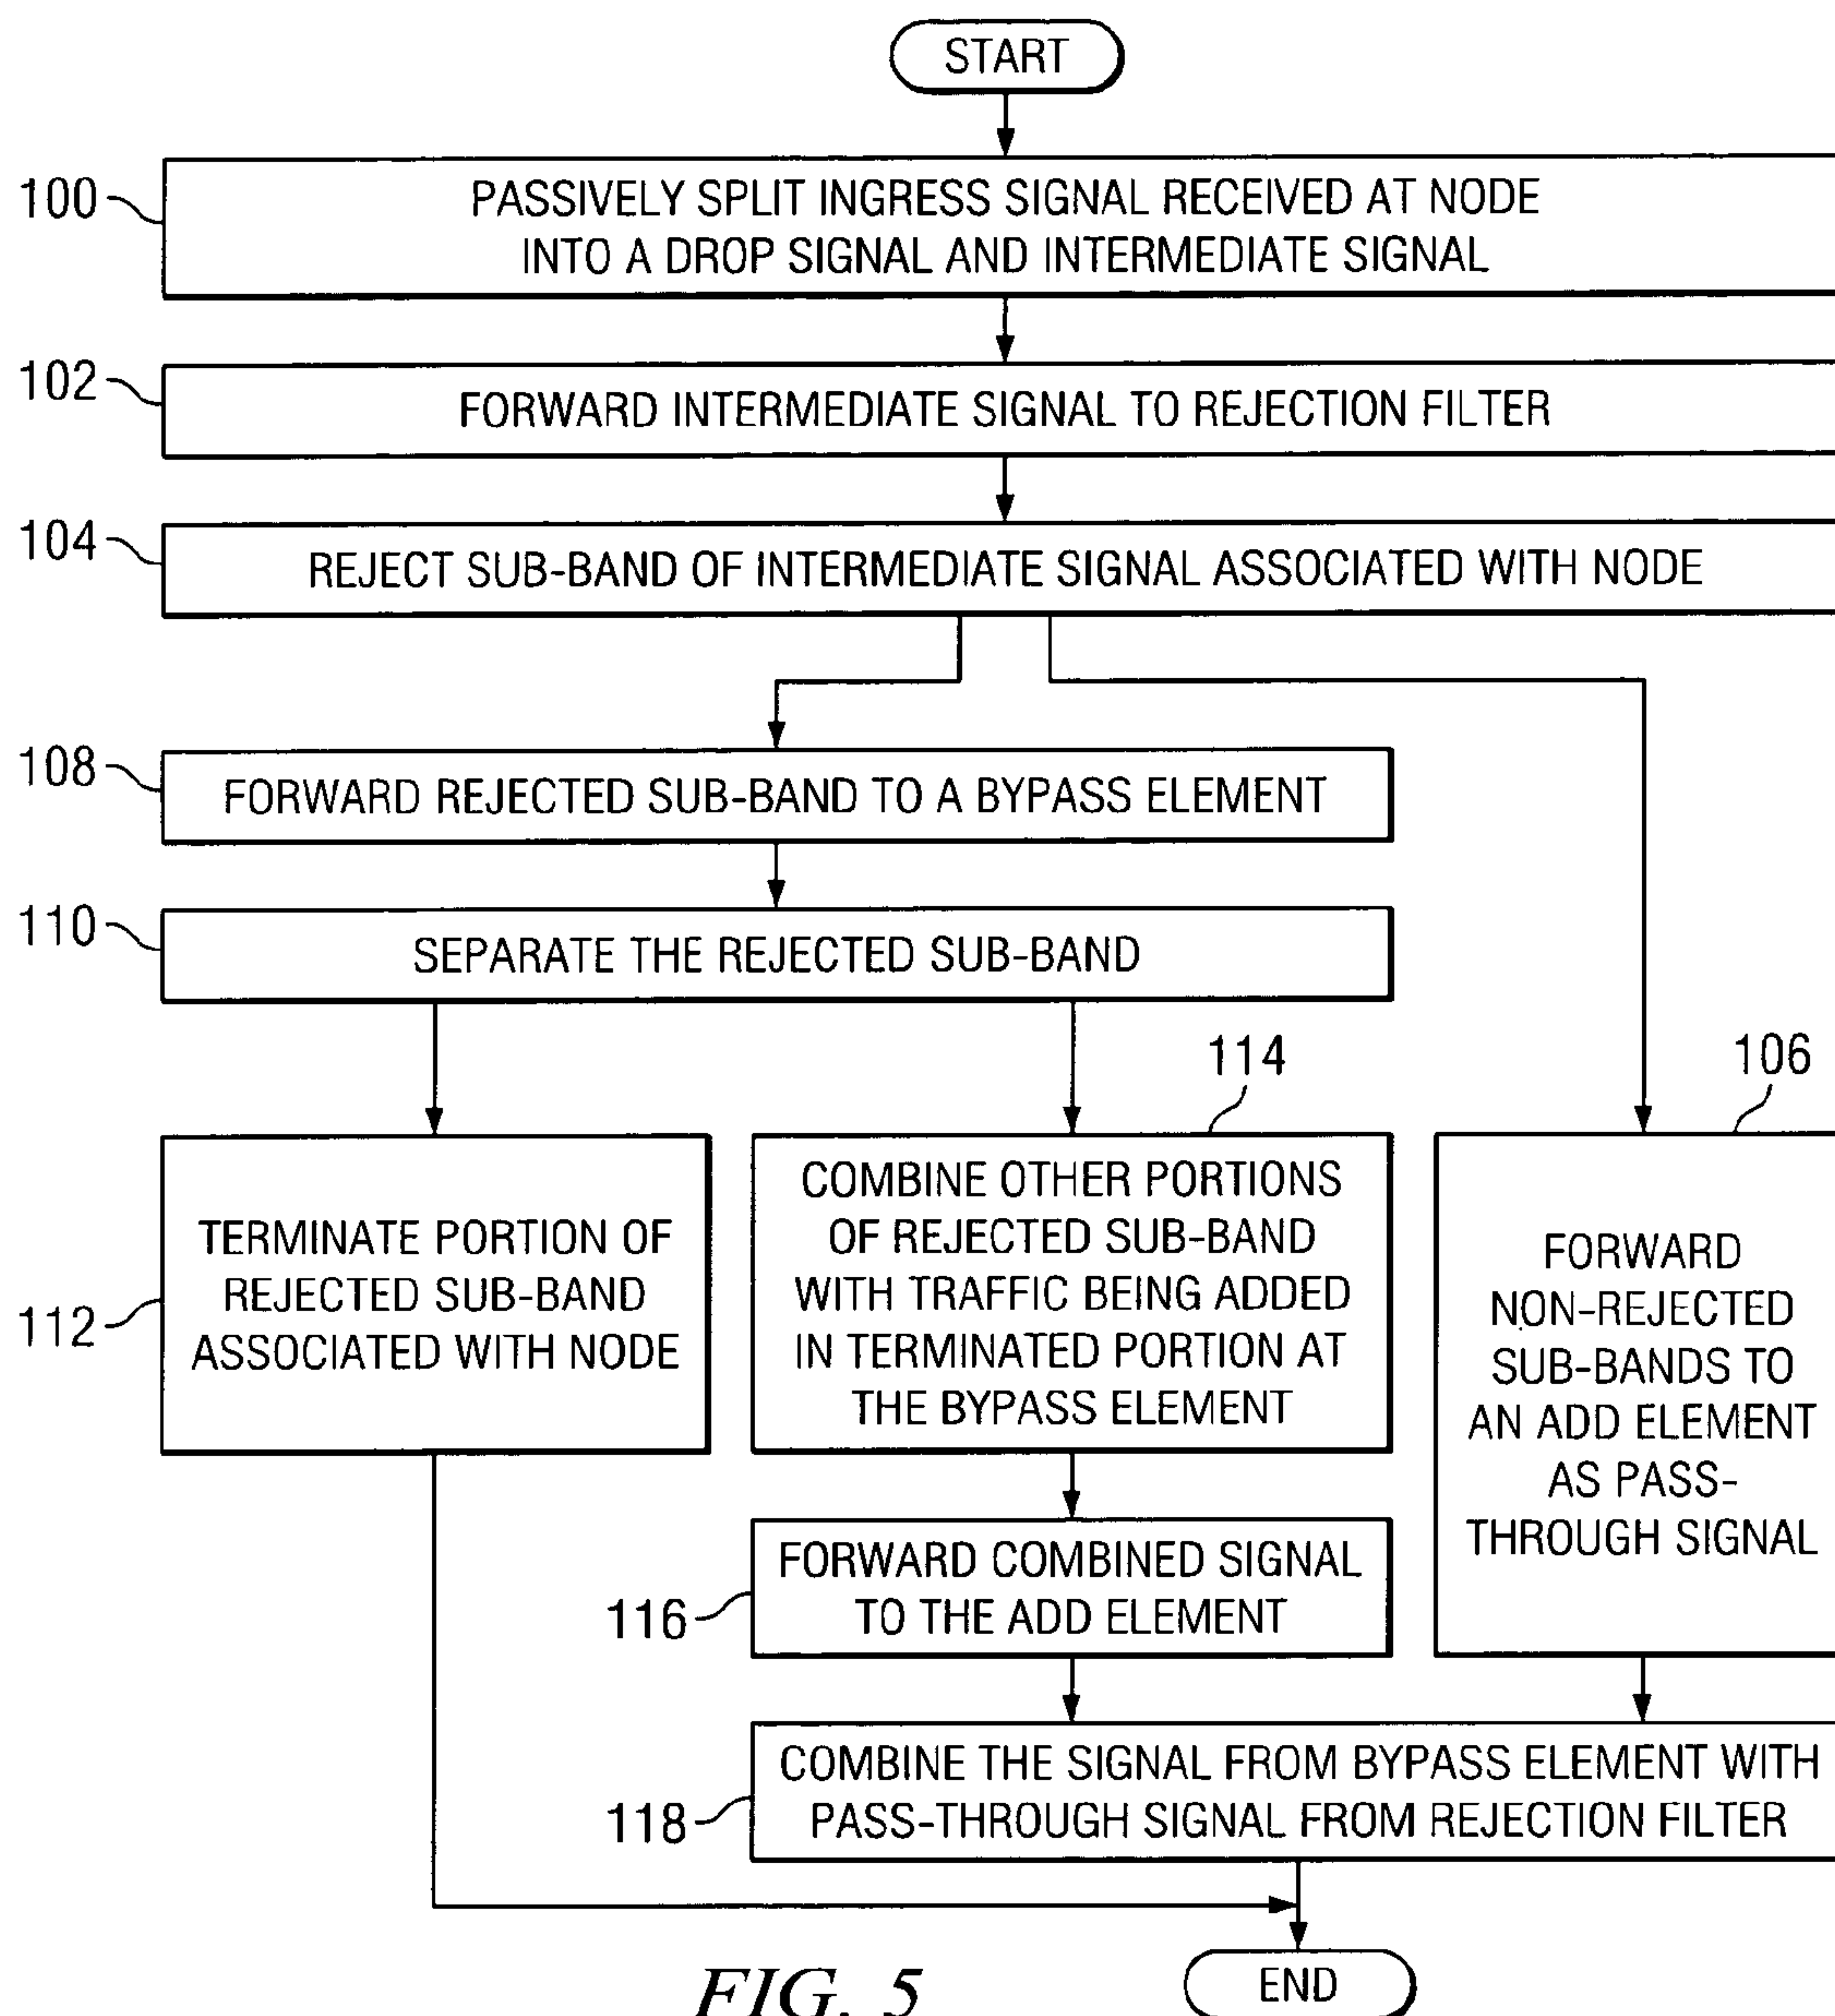 START
100
PASSIVELY SPLIT INGRESS SIGNAL RECEIVED AT NODE
INTO A DROP SIGNAL AND INTERMEDIATE SIGNAL
102
FORWARD INTERMEDIATE SIGNAL TO REJECTION FILTER
104
REJECT SUB-BAND OF INTERMEDIATE SIGNAL ASSOCIATED WITH NODE
108
FORWARD REJECTED SUB-BAND TO A BYPASS ELEMENT
110
SEPARATE THE REJECTED SUB-BAND
112
TERMINATE PORTION OF
REJECTED SUB-BAND
ASSOCIATED WITH NODE
114
COMBINE OTHER PORTIONS
OF REJECTED SUB-BAND
WITH TRAFFIC BEING ADDED
IN TERMINATED PORTION AT
THE BYPASS ELEMENT
106
FORWARD
NON-REJECTED
SUB-BANDS TO
AN ADD ELEMENT
AS PASS-
THROUGH SIGNAL
116
FORWARD COMBINED SIGNAL
TO THE ADD ELEMENT
118
COMBINE THE SIGNAL FROM BYPASS ELEMENT WITH
PASS-THROUGH SIGNAL FROM REJECTION FILTER
END
FIG. 5